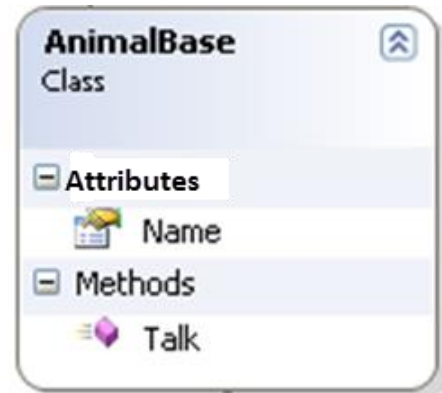 AnimalBase
Class
Attributes
Name
Methods
Talk